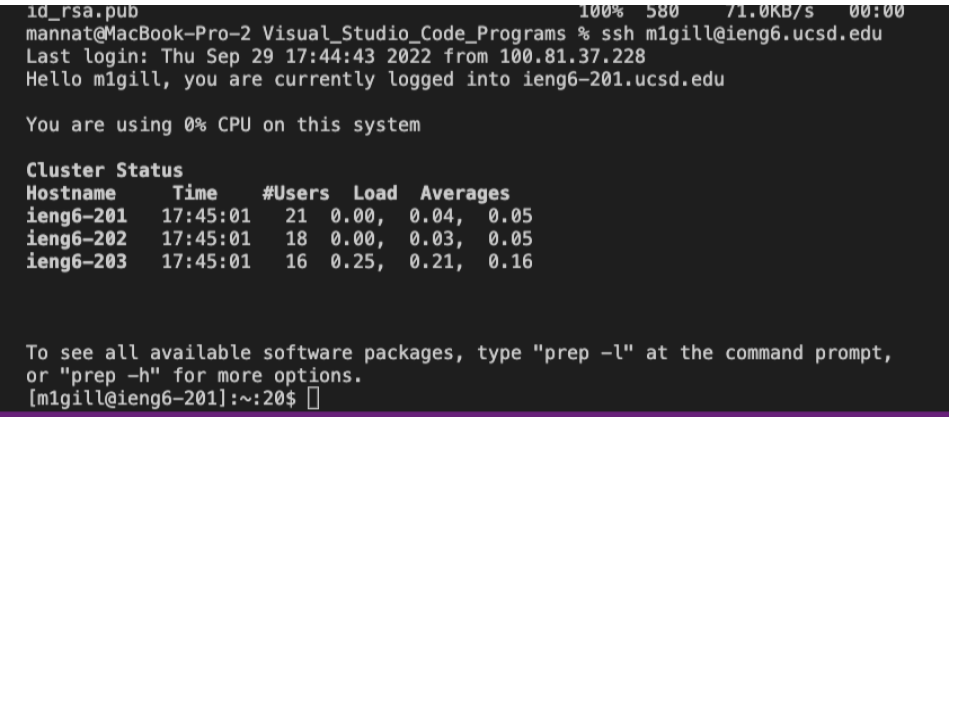 id_rsa.pub 100% 580 71.0KB/s 00:00
mannat@MacBook-Pro-2 Visual_Studio_Code_Programs % ssh m1gill@ieng6.ucsd.edu
Last login: Thu Sep 29 17:44:43 2022 from 100.81.37.228
Hello m1gill, you are currently logged into ieng6-201.ucsd.edu
You are using 0% CPU on this system
Cluster Status
Hostname Time #Users Load Averages
ieng6-201 17:45:01 21 0.00, 0.04, 0.05
ieng6-202 17:45:01 18 0.00, 0.03, 0.05
ieng6-203 17:45:01 16 0.25, 0.21, 0.16
To see all available software packages, type "prep -l" at the command prompt,
or "prep -h" for more options.
[m1gill@ieng6-201]:~:20$